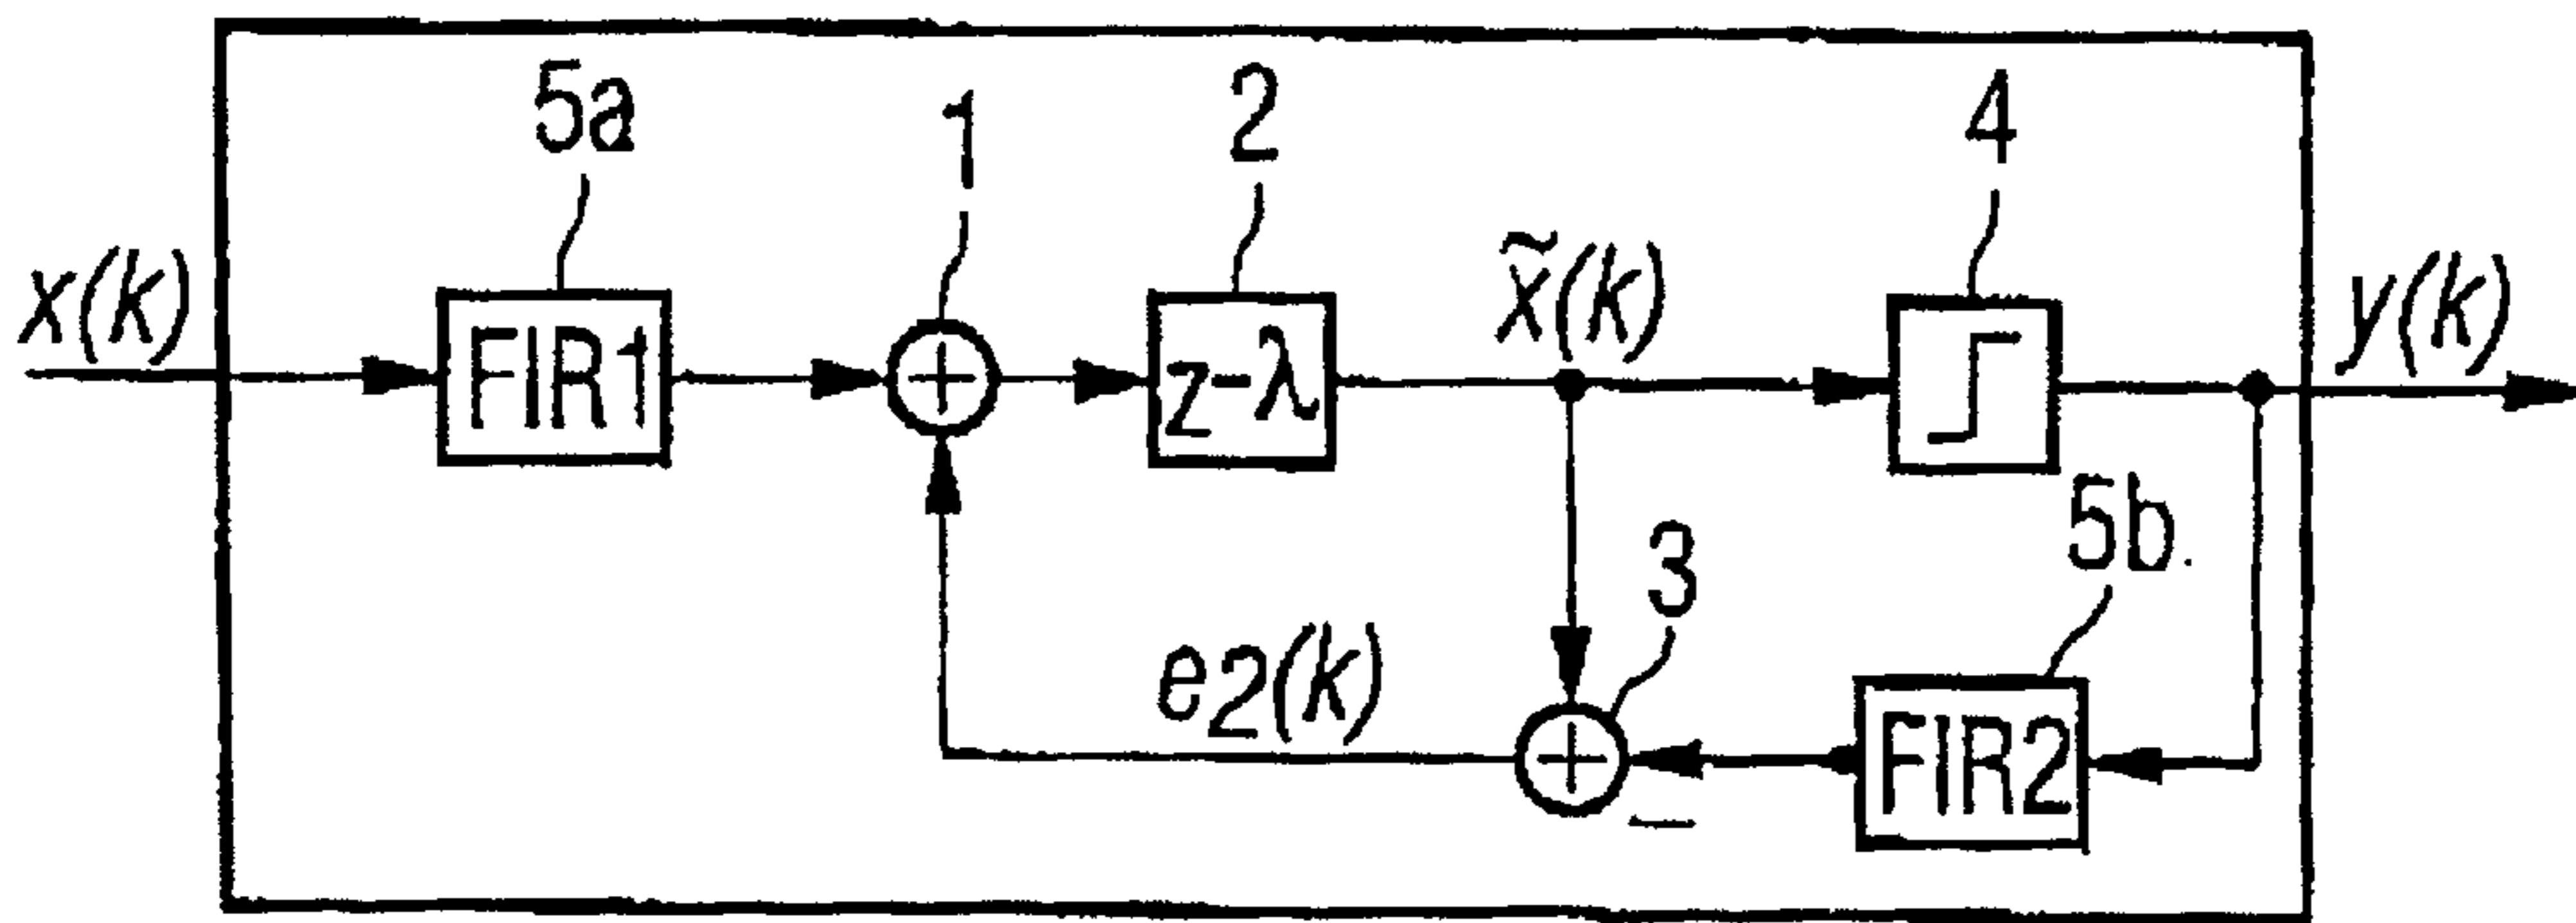 5a
1
2
4
x(k)
FIR1
+
z-λ
x̃(k)
y(k)
5b.
3
e2(k)
+
FIR2
−